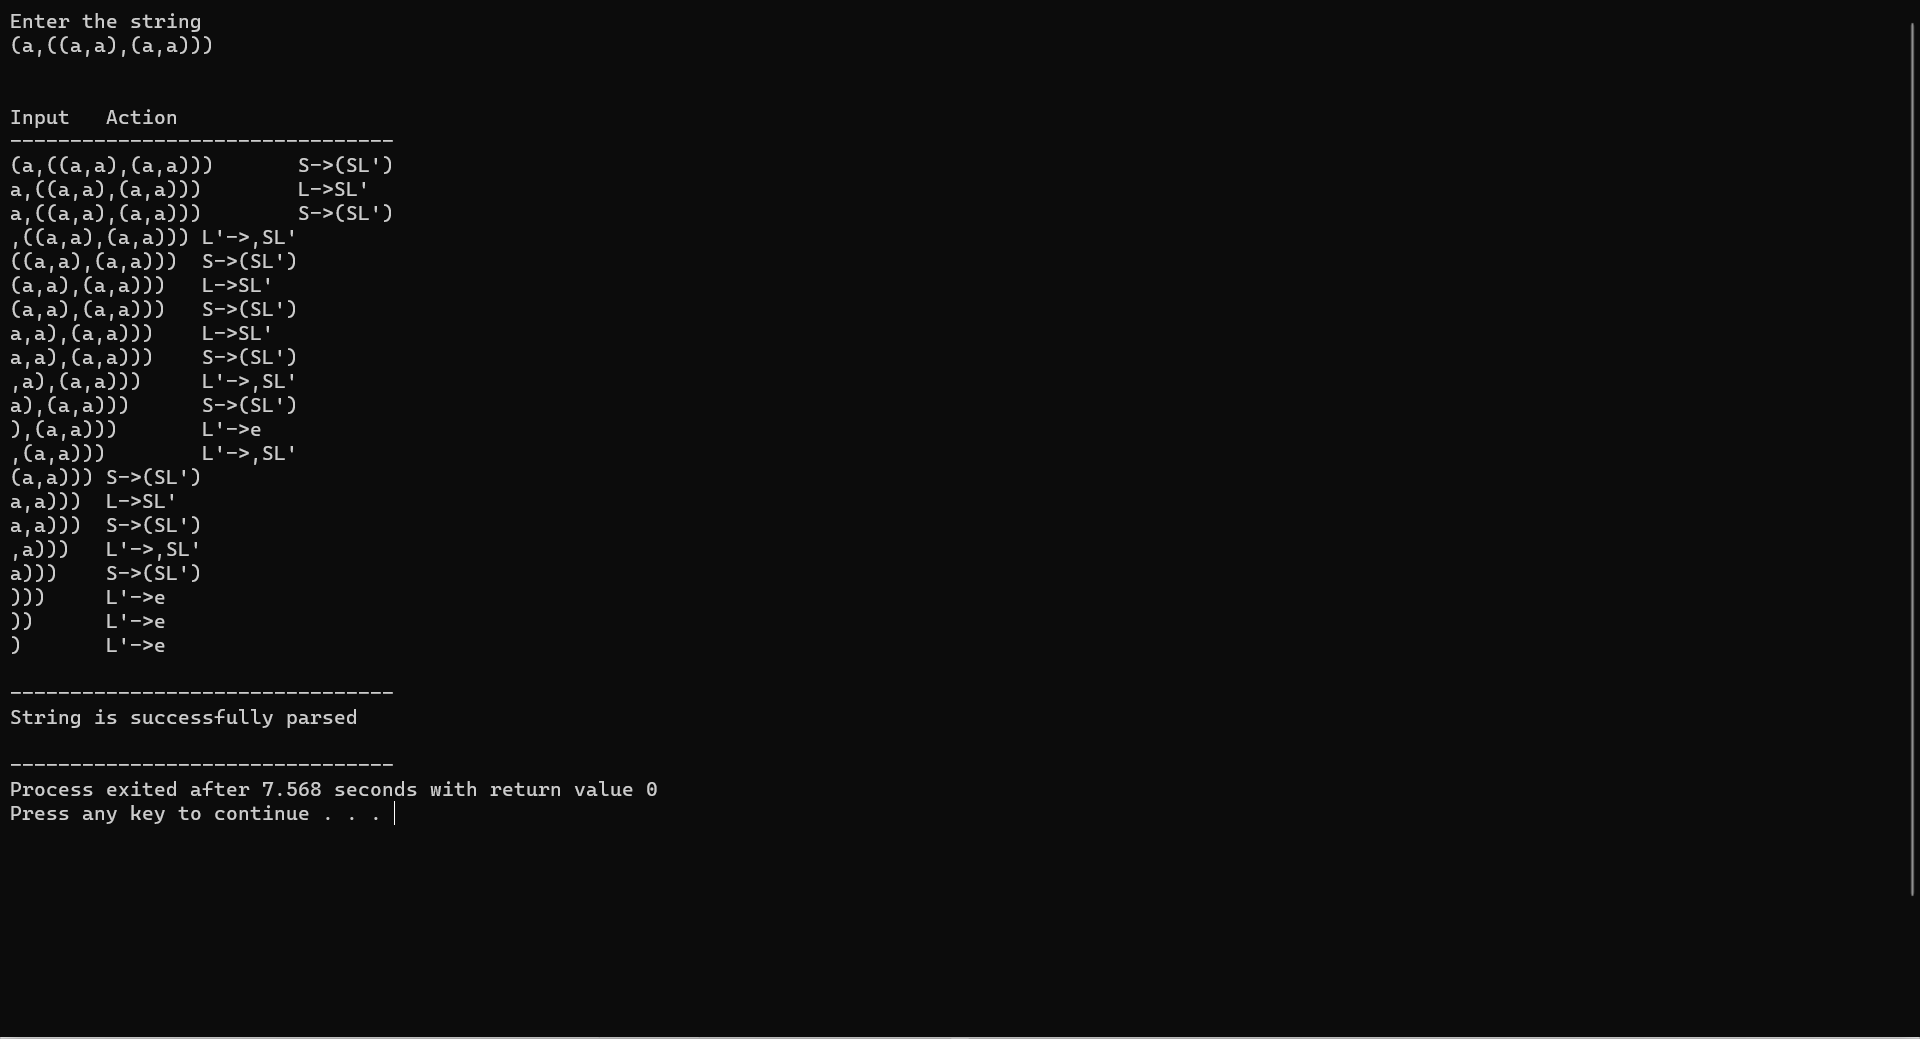 Enter the string
(a,((a,a),(a,a)))
Input   Action
--------------------------------
(a,((a,a),(a,a)))       S->(SL')
a,((a,a),(a,a)))        L->SL'
a,((a,a),(a,a)))        S->(SL')
,((a,a),(a,a))) L'->,SL'
((a,a),(a,a)))  S->(SL')
(a,a),(a,a)))   L->SL'
(a,a),(a,a)))   S->(SL')
a,a),(a,a)))    L->SL'
a,a),(a,a)))    S->(SL')
,a),(a,a)))     L'->,SL'
a),(a,a)))      S->(SL')
),(a,a)))       L'->e
,(a,a)))        L'->,SL'
(a,a))) S->(SL')
a,a)))  L->SL'
a,a)))  S->(SL')
,a)))   L'->,SL'
a)))    S->(SL')
)))     L'->e
))      L'->e
)       L'->e
--------------------------------
String is successfully parsed
--------------------------------
Process exited after 7.568 seconds with return value 0
Press any key to continue . . .